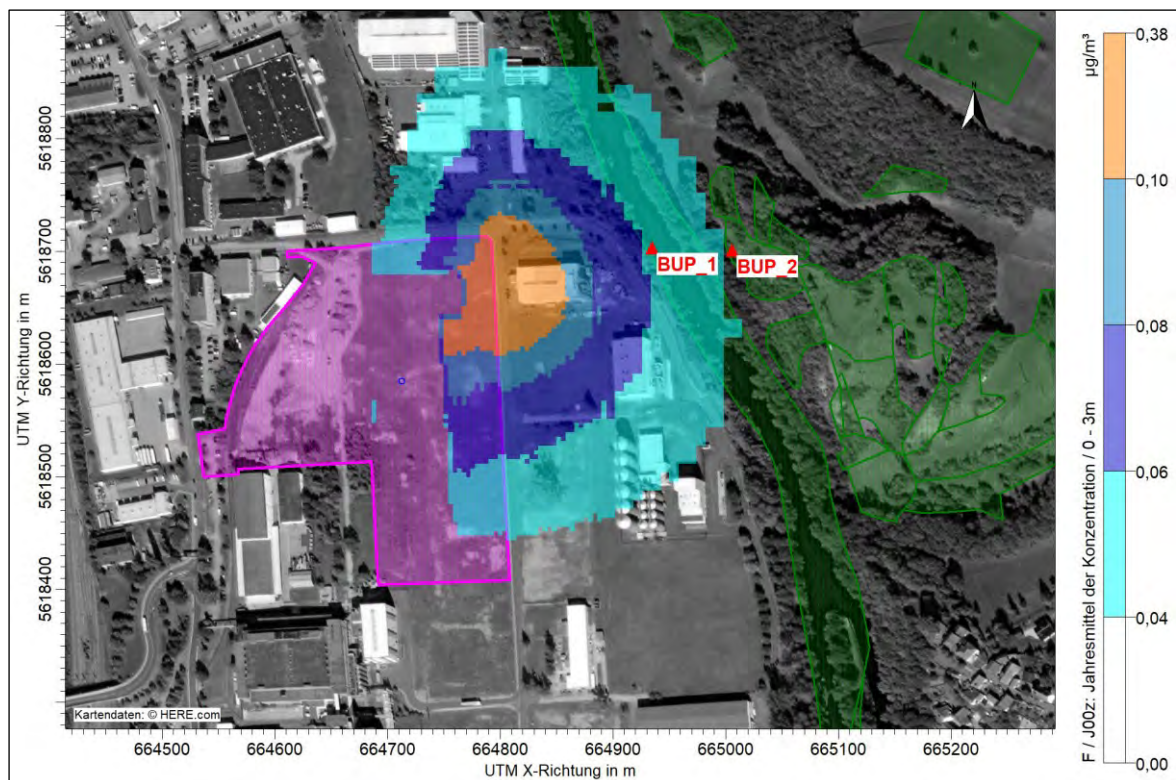 5618800
5618700
5618600
5618500
5618400
UTM Y-Richtung in m
N
BUP_1
BUP_2
Kartendaten: © HERE.com
664500
664600
664700
664800
664900
665000
665100
665200
UTM X-Richtung in m
µg/m³
0,38
0,10
0,08
0,06
0,04
0,00
F / J00z: Jahresmittel der Konzentration / 0 - 3m